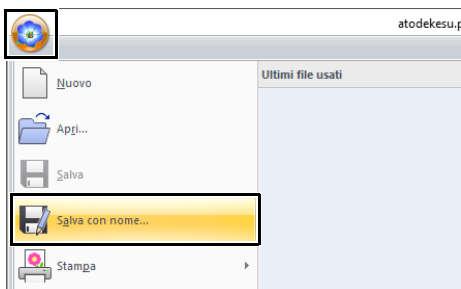 atodekesu.p
Ultimi file usati
Nuovo
Apri...
Salva
Salva con nome...
Stampa